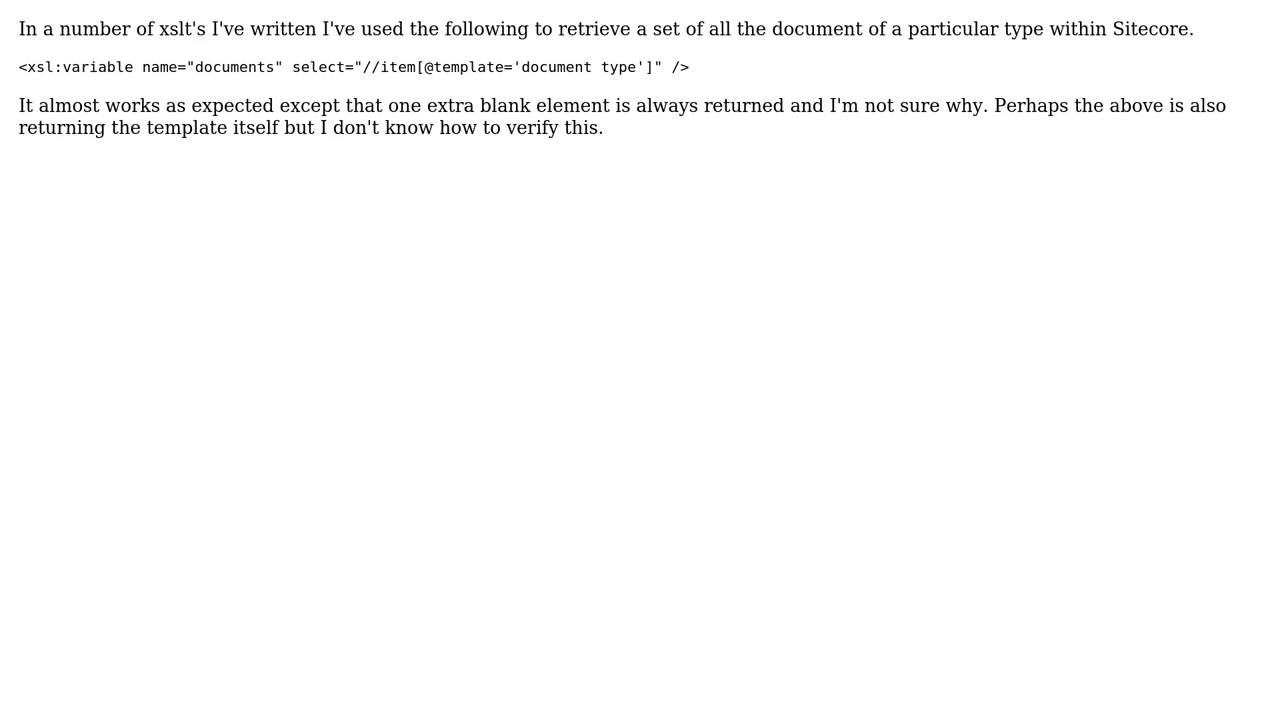 In a number of xslt's I've written I've used the following to retrieve a set of all the document of a particular type within Sitecore.
<xsl:variable name="documents" select="//item[@template='document type']" />
It almost works as expected except that one extra blank element is always returned and I'm not sure why. Perhaps the above is also
returning the template itself but I don't know how to verify this.